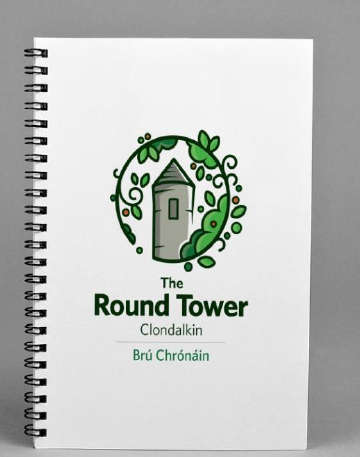 The
Round Tower
Clondalkin
Brú Chrónáin